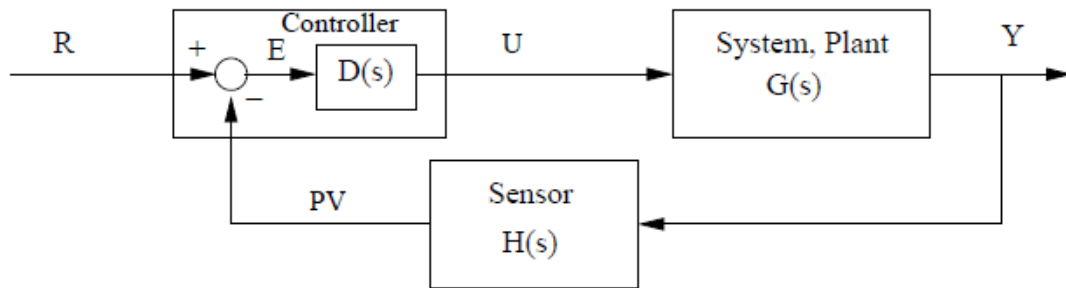 Controller
R
+
E
D(s)
−
U
System, Plant
G(s)
Y
PV
Sensor
H(s)